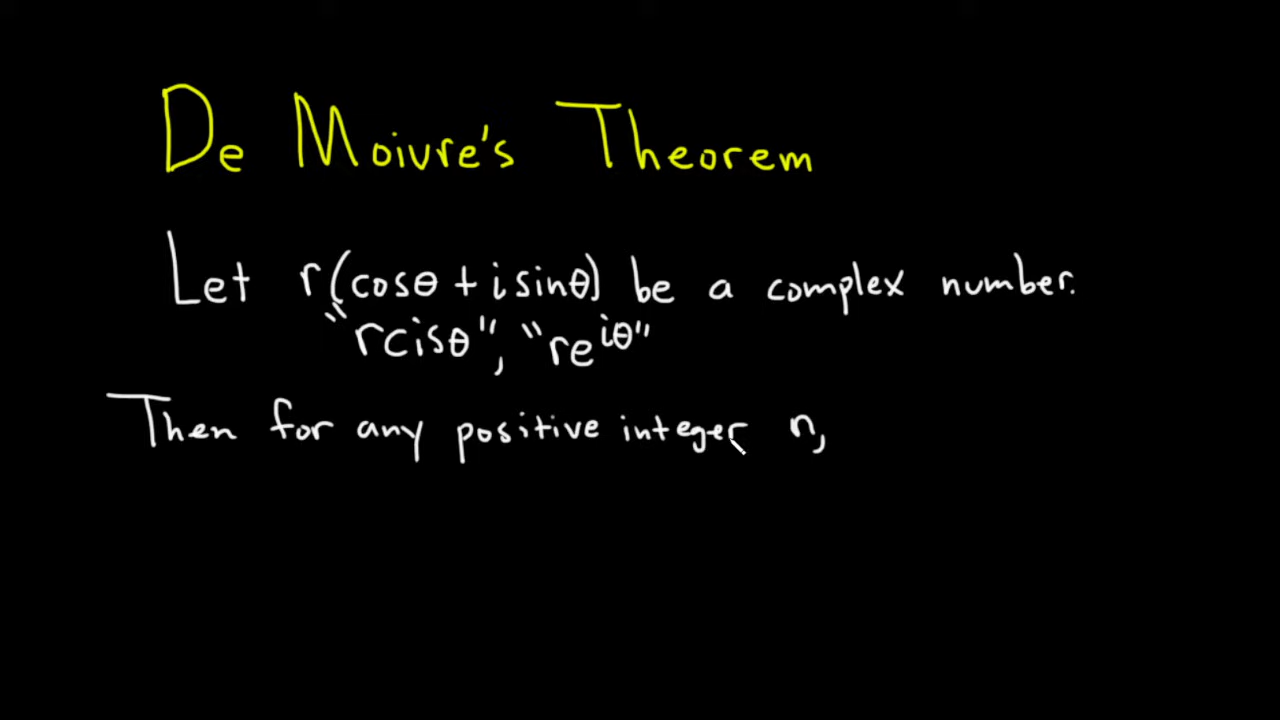 De Moivre's Theorem
Let r(cosθ + i sinθ) be a complex number.
"rcisθ", "re^{iθ}"
Then for any positive integer n,